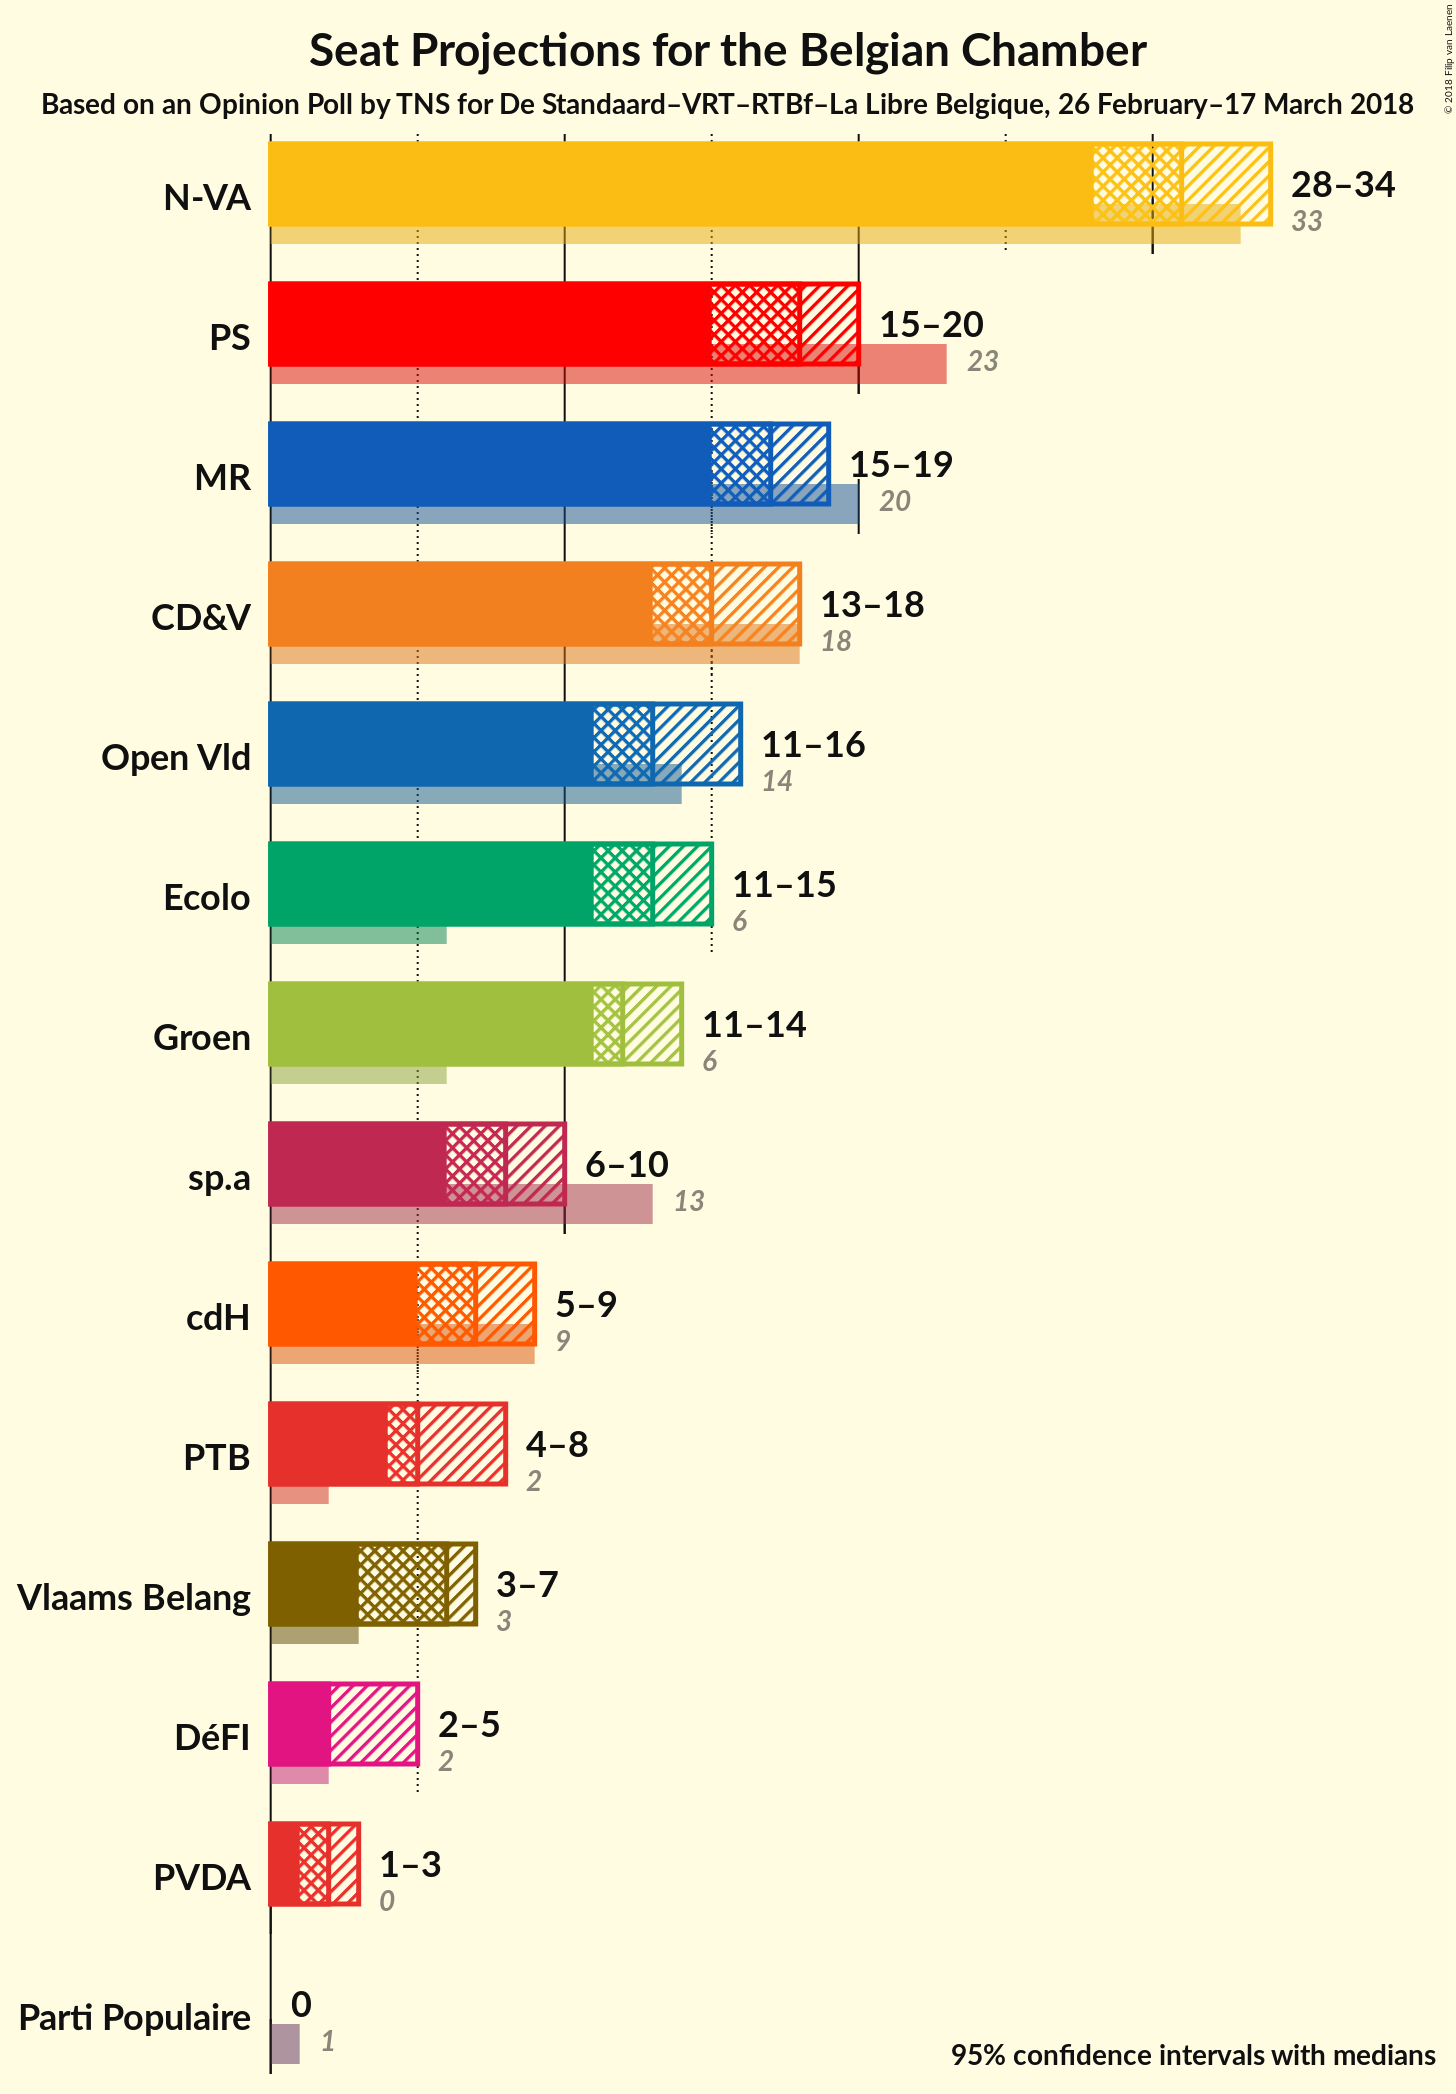 Seat Projections for the Belgian Chamber
Based on an Opinion Poll by TNS for De Standaard–VRT–RTBf–La Libre Belgique, 26 February–17 March 2018
© 2018 Filip van Laenen
N-VA
28–34
33
PS
15–20
23
MR
15–19
20
CD&V
13–18
18
Open Vld
11–16
14
Ecolo
11–15
6
Groen
11–14
6
sp.a
6–10
13
cdH
5–9
9
PTB
4–8
2
Vlaams Belang
3–7
3
DéFI
2–5
2
PVDA
1–3
0
Parti Populaire
0
1
95% confidence intervals with medians